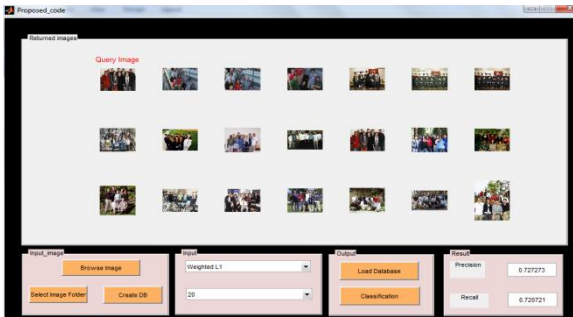 Proposed_code
Returned images
Query Image
Input_image
Browse Image
Select Image Folder
Create DB
Input
Weighted L1
20
Output
Load Database
Classification
Result
Precision
0.727273
Recall
0.720721